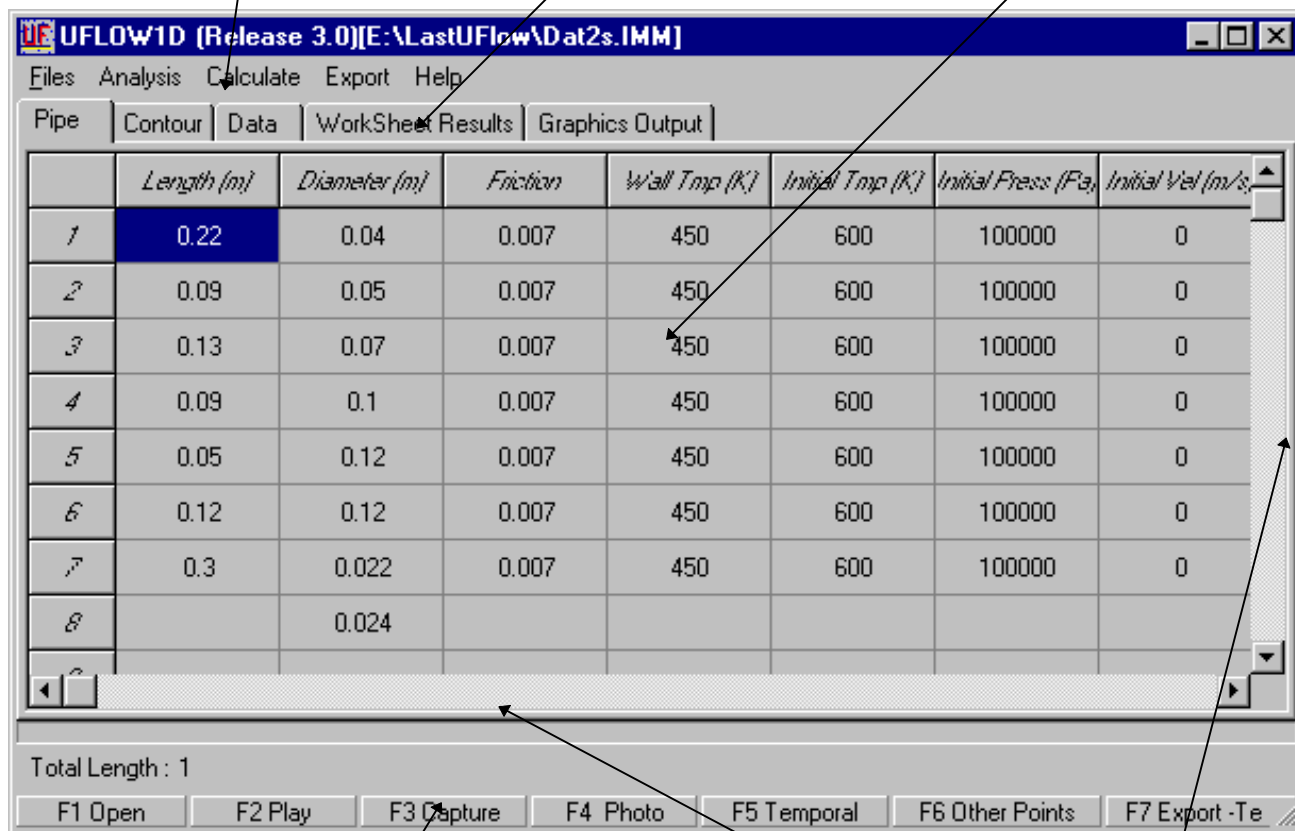 UFLOW1D (Release 3.0)[E:\LastUFlow\Dat2s.IMM]
Files Analysis Calculate Export Help
Pipe Contour Data WorkSheet Results Graphics Output
Length (m) Diameter (m) Friction Wall Tmp (K) Initial Tmp (K) Initial Press (Pa) Initial Vel (m/s)
1 0.22 0.04 0.007 450 600 100000 0
2 0.09 0.05 0.007 450 600 100000 0
3 0.13 0.07 0.007 450 600 100000 0
4 0.09 0.1 0.007 450 600 100000 0
5 0.05 0.12 0.007 450 600 100000 0
6 0.12 0.12 0.007 450 600 100000 0
7 0.3 0.022 0.007 450 600 100000 0
8 0.024
Total Length : 1
F1 Open F2 Play F3 Capture F4 Photo F5 Temporal F6 Other Points F7 Export -Te